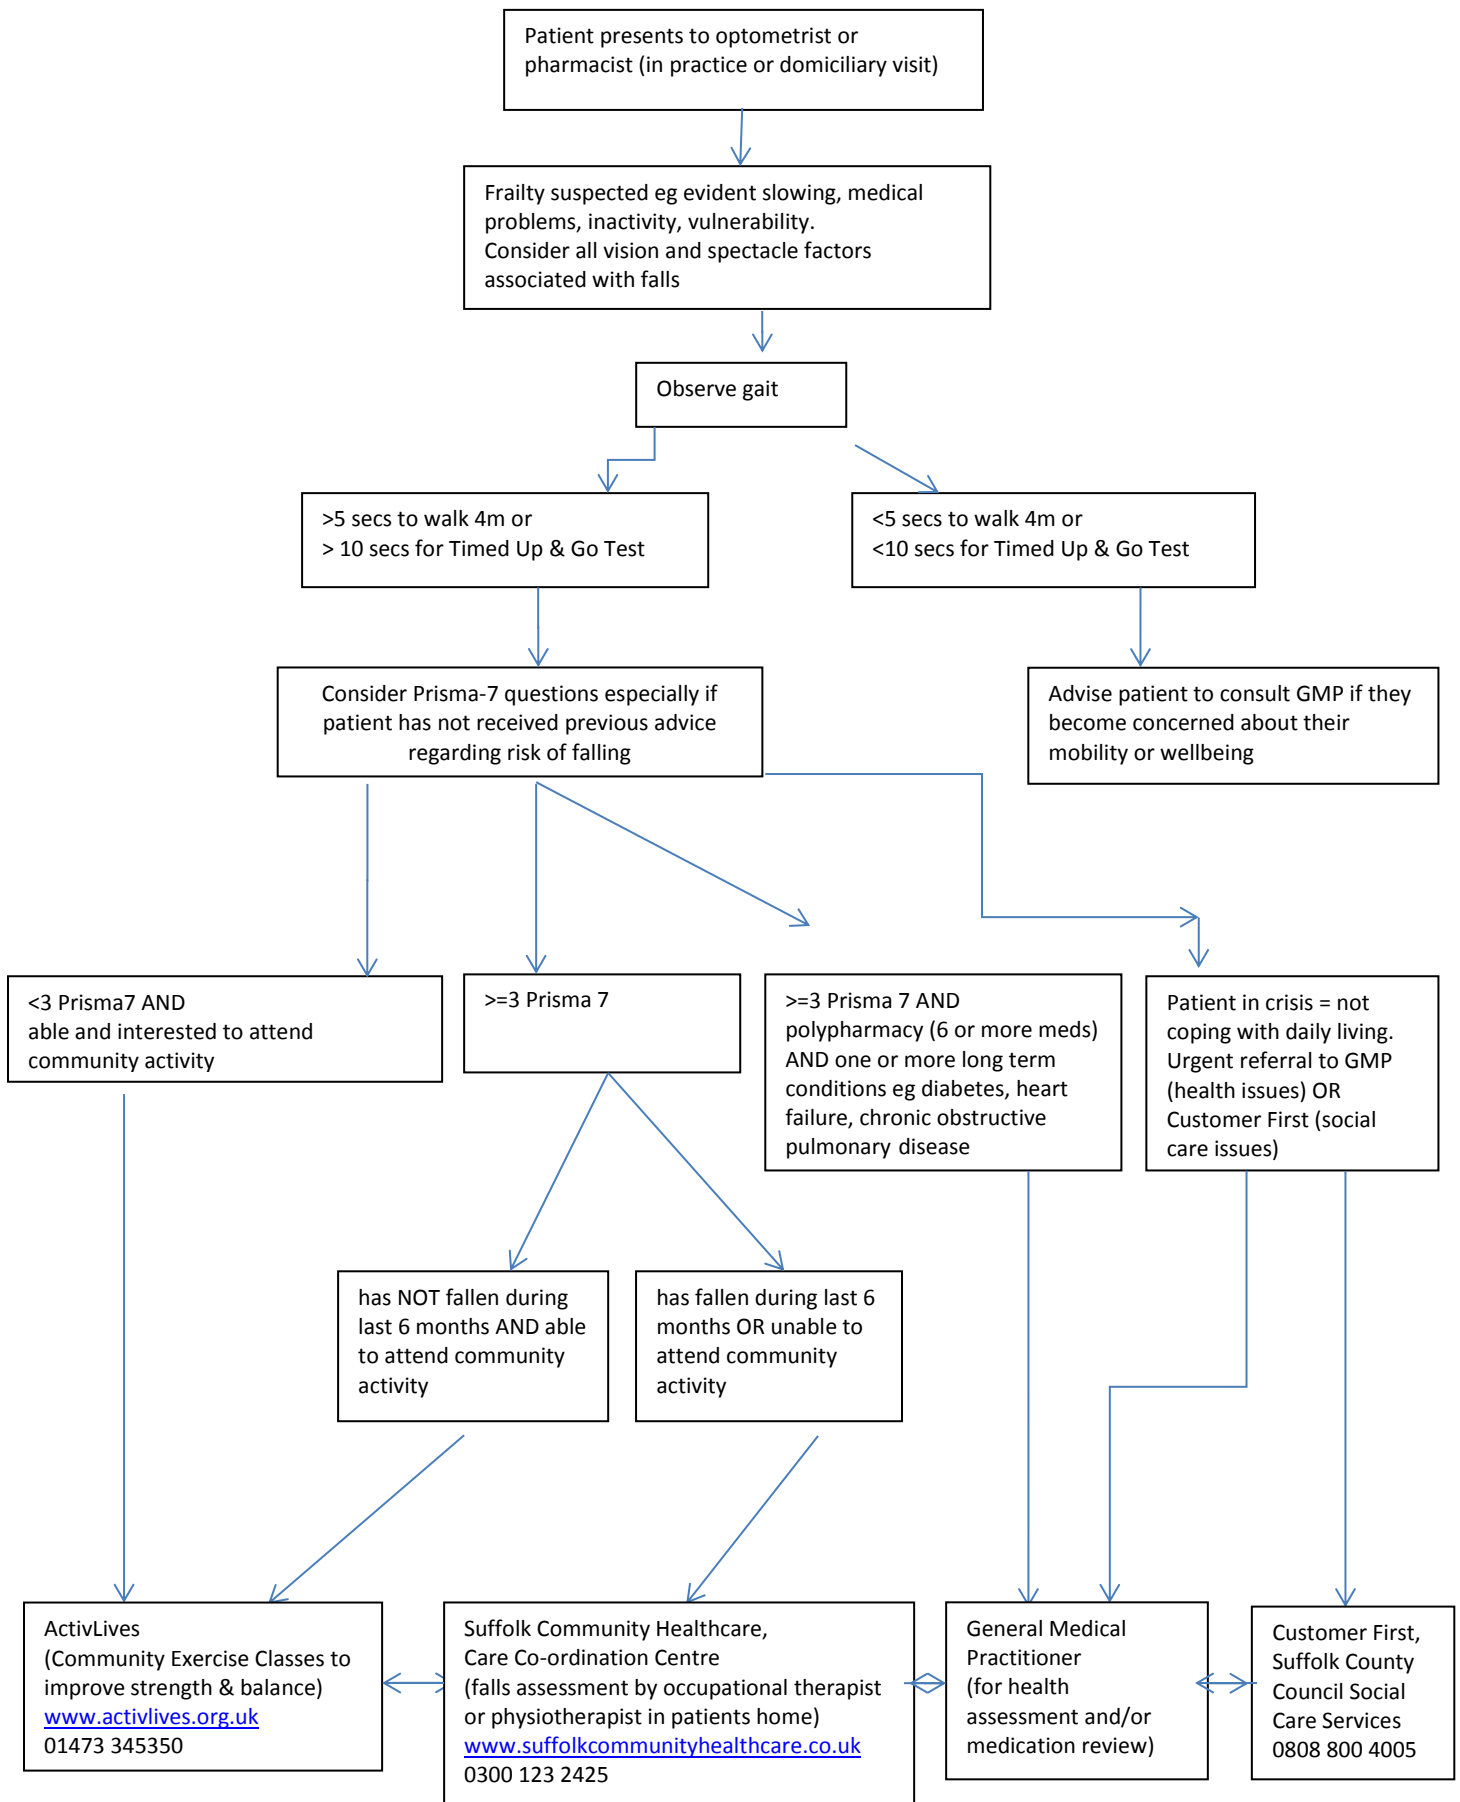 Patient presents to optometrist or
pharmacist (in practice or domiciliary visit)
Frailty suspected eg evident slowing, medical
problems, inactivity, vulnerability.
Consider all vision and spectacle factors
associated with falls
Observe gait
>5 secs to walk 4m or
> 10 secs for Timed Up & Go Test
<5 secs to walk 4m or
<10 secs for Timed Up & Go Test
Consider Prisma-7 questions especially if
patient has not received previous advice
regarding risk of falling
Advise patient to consult GMP if they
become concerned about their
mobility or wellbeing
<3 Prisma7 AND
able and interested to attend
community activity
>=3 Prisma 7
>=3 Prisma 7 AND
polypharmacy (6 or more meds)
AND one or more long term
conditions eg diabetes, heart
failure, chronic obstructive
pulmonary disease
Patient in crisis = not
coping with daily living.
Urgent referral to GMP
(health issues) OR
Customer First (social
care issues)
has NOT fallen during
last 6 months AND able
to attend community
activity
has fallen during last 6
months OR unable to
attend community
activity
ActivLives
(Community Exercise Classes to
improve strength & balance)
www.activlives.org.uk
01473 345350
Suffolk Community Healthcare,
Care Co-ordination Centre
(falls assessment by occupational therapist
or physiotherapist in patients home)
www.suffolkcommunityhealthcare.co.uk
0300 123 2425
General Medical
Practitioner
(for health
assessment and/or
medication review)
Customer First,
Suffolk County
Council Social
Care Services
0808 800 4005